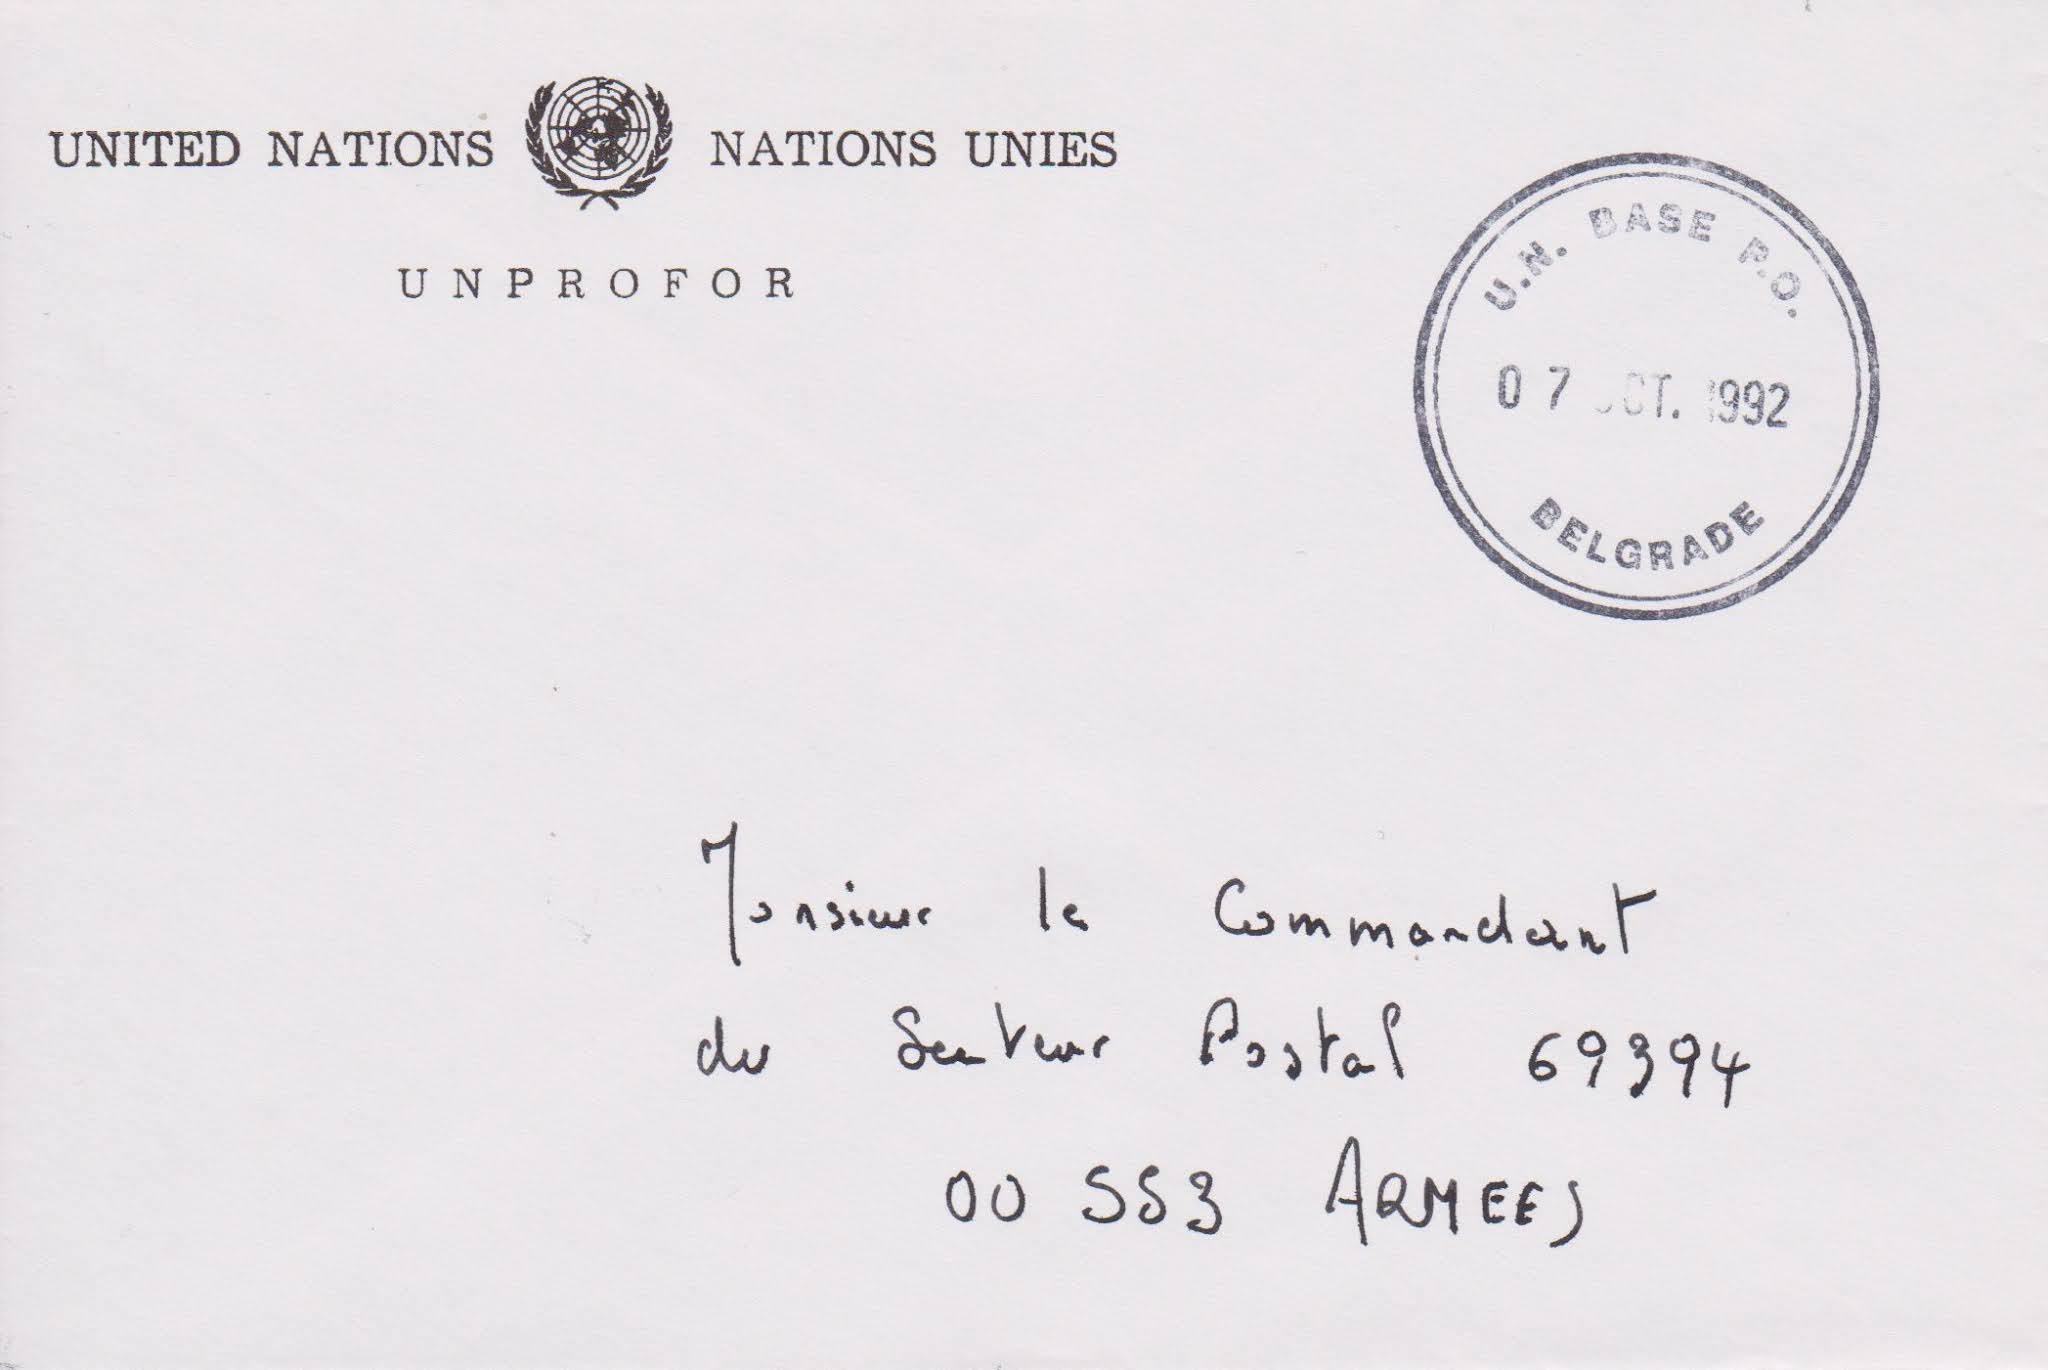 UNITED NATIONS NATIONS UNIES
UNPROFOR
U.N. BASE P.O.
07 OCT. 1992
BELGRADE
Monsieur le Commandant
du Secteur Postal 69394
00 553 ARMEES